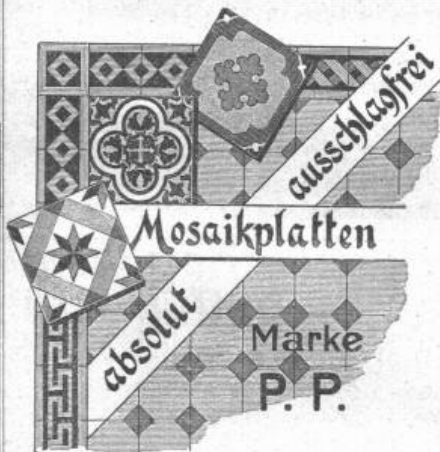 Mosaikplatten
absolut ausschlagfrei
Marke
P. P.